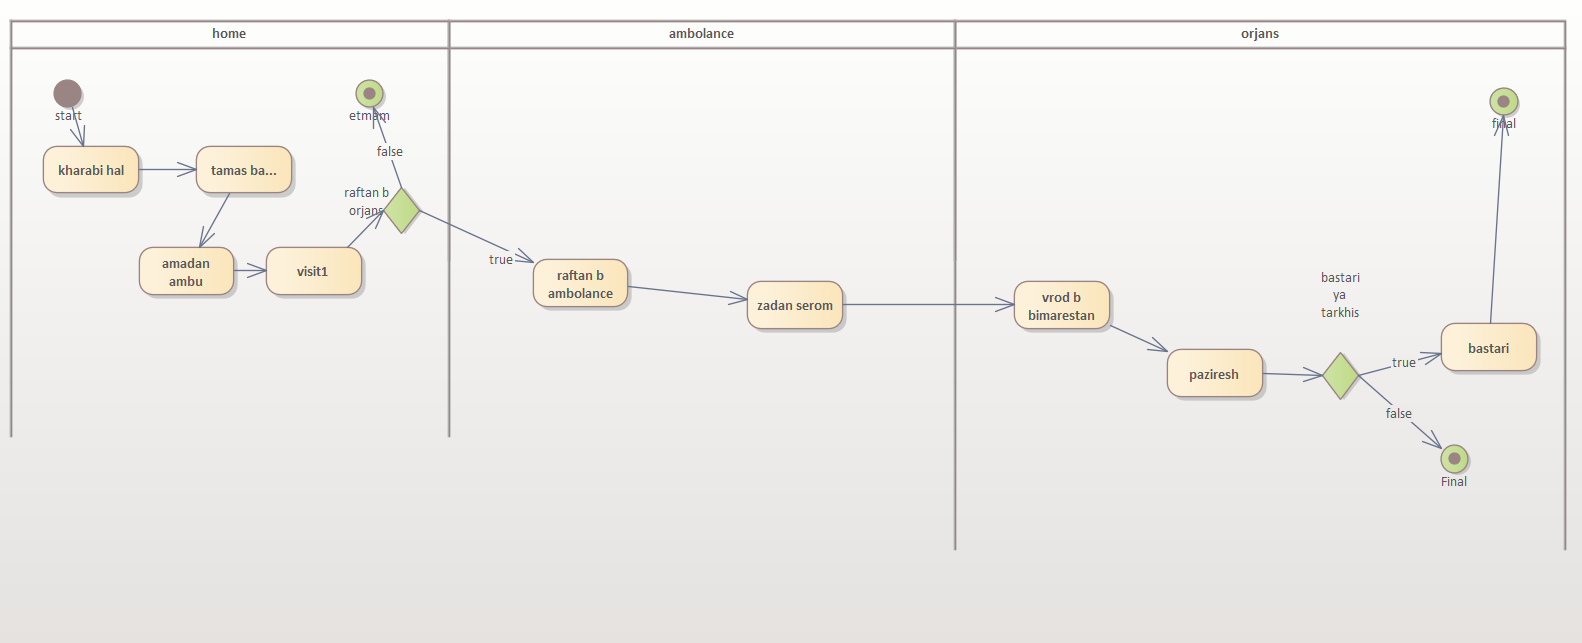 home
ambolance
orjans
start
etmam
final
false
kharabi hal
tamas ba...
raftan b
orjans
amadan
ambu
visit1
true
raftan b
ambolance
zadan serom
vrod b
bimarestan
bastari
ya
tarkhis
paziresh
true
bastari
false
Final